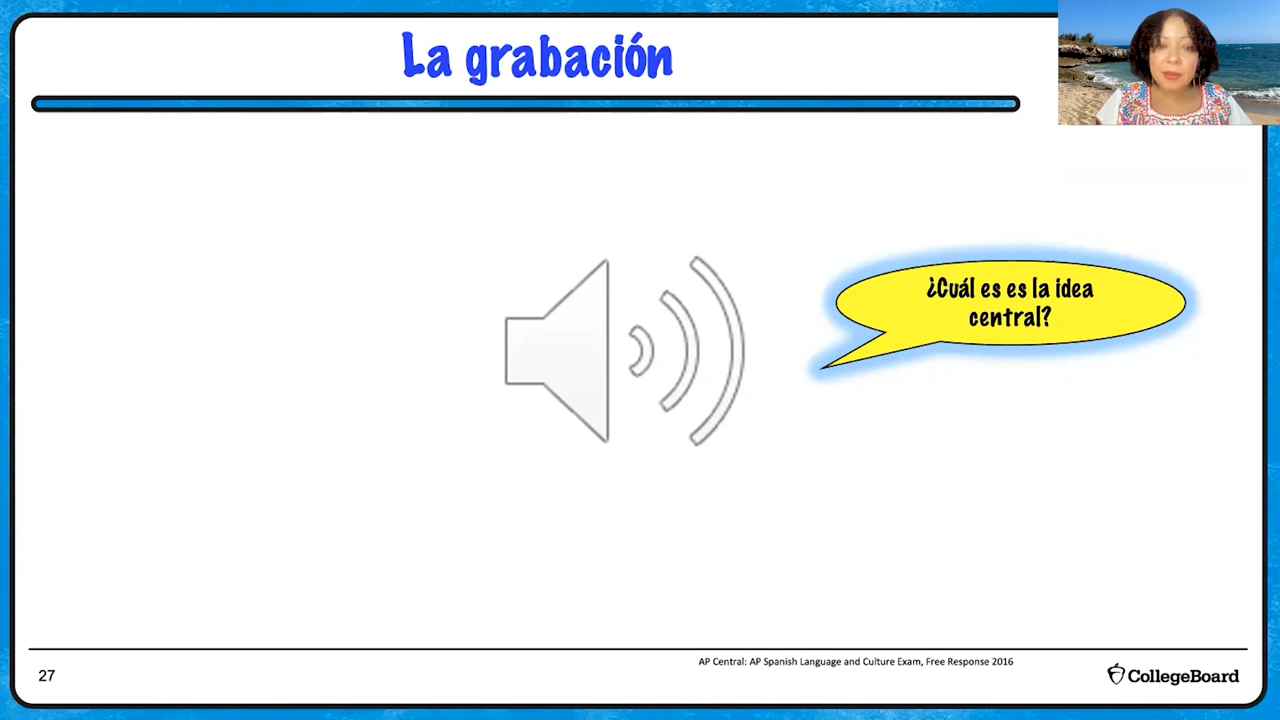 La grabación
¿Cuál es es la idea
central?
AP Central: AP Spanish Language and Culture Exam, Free Response 2016
27
CollegeBoard